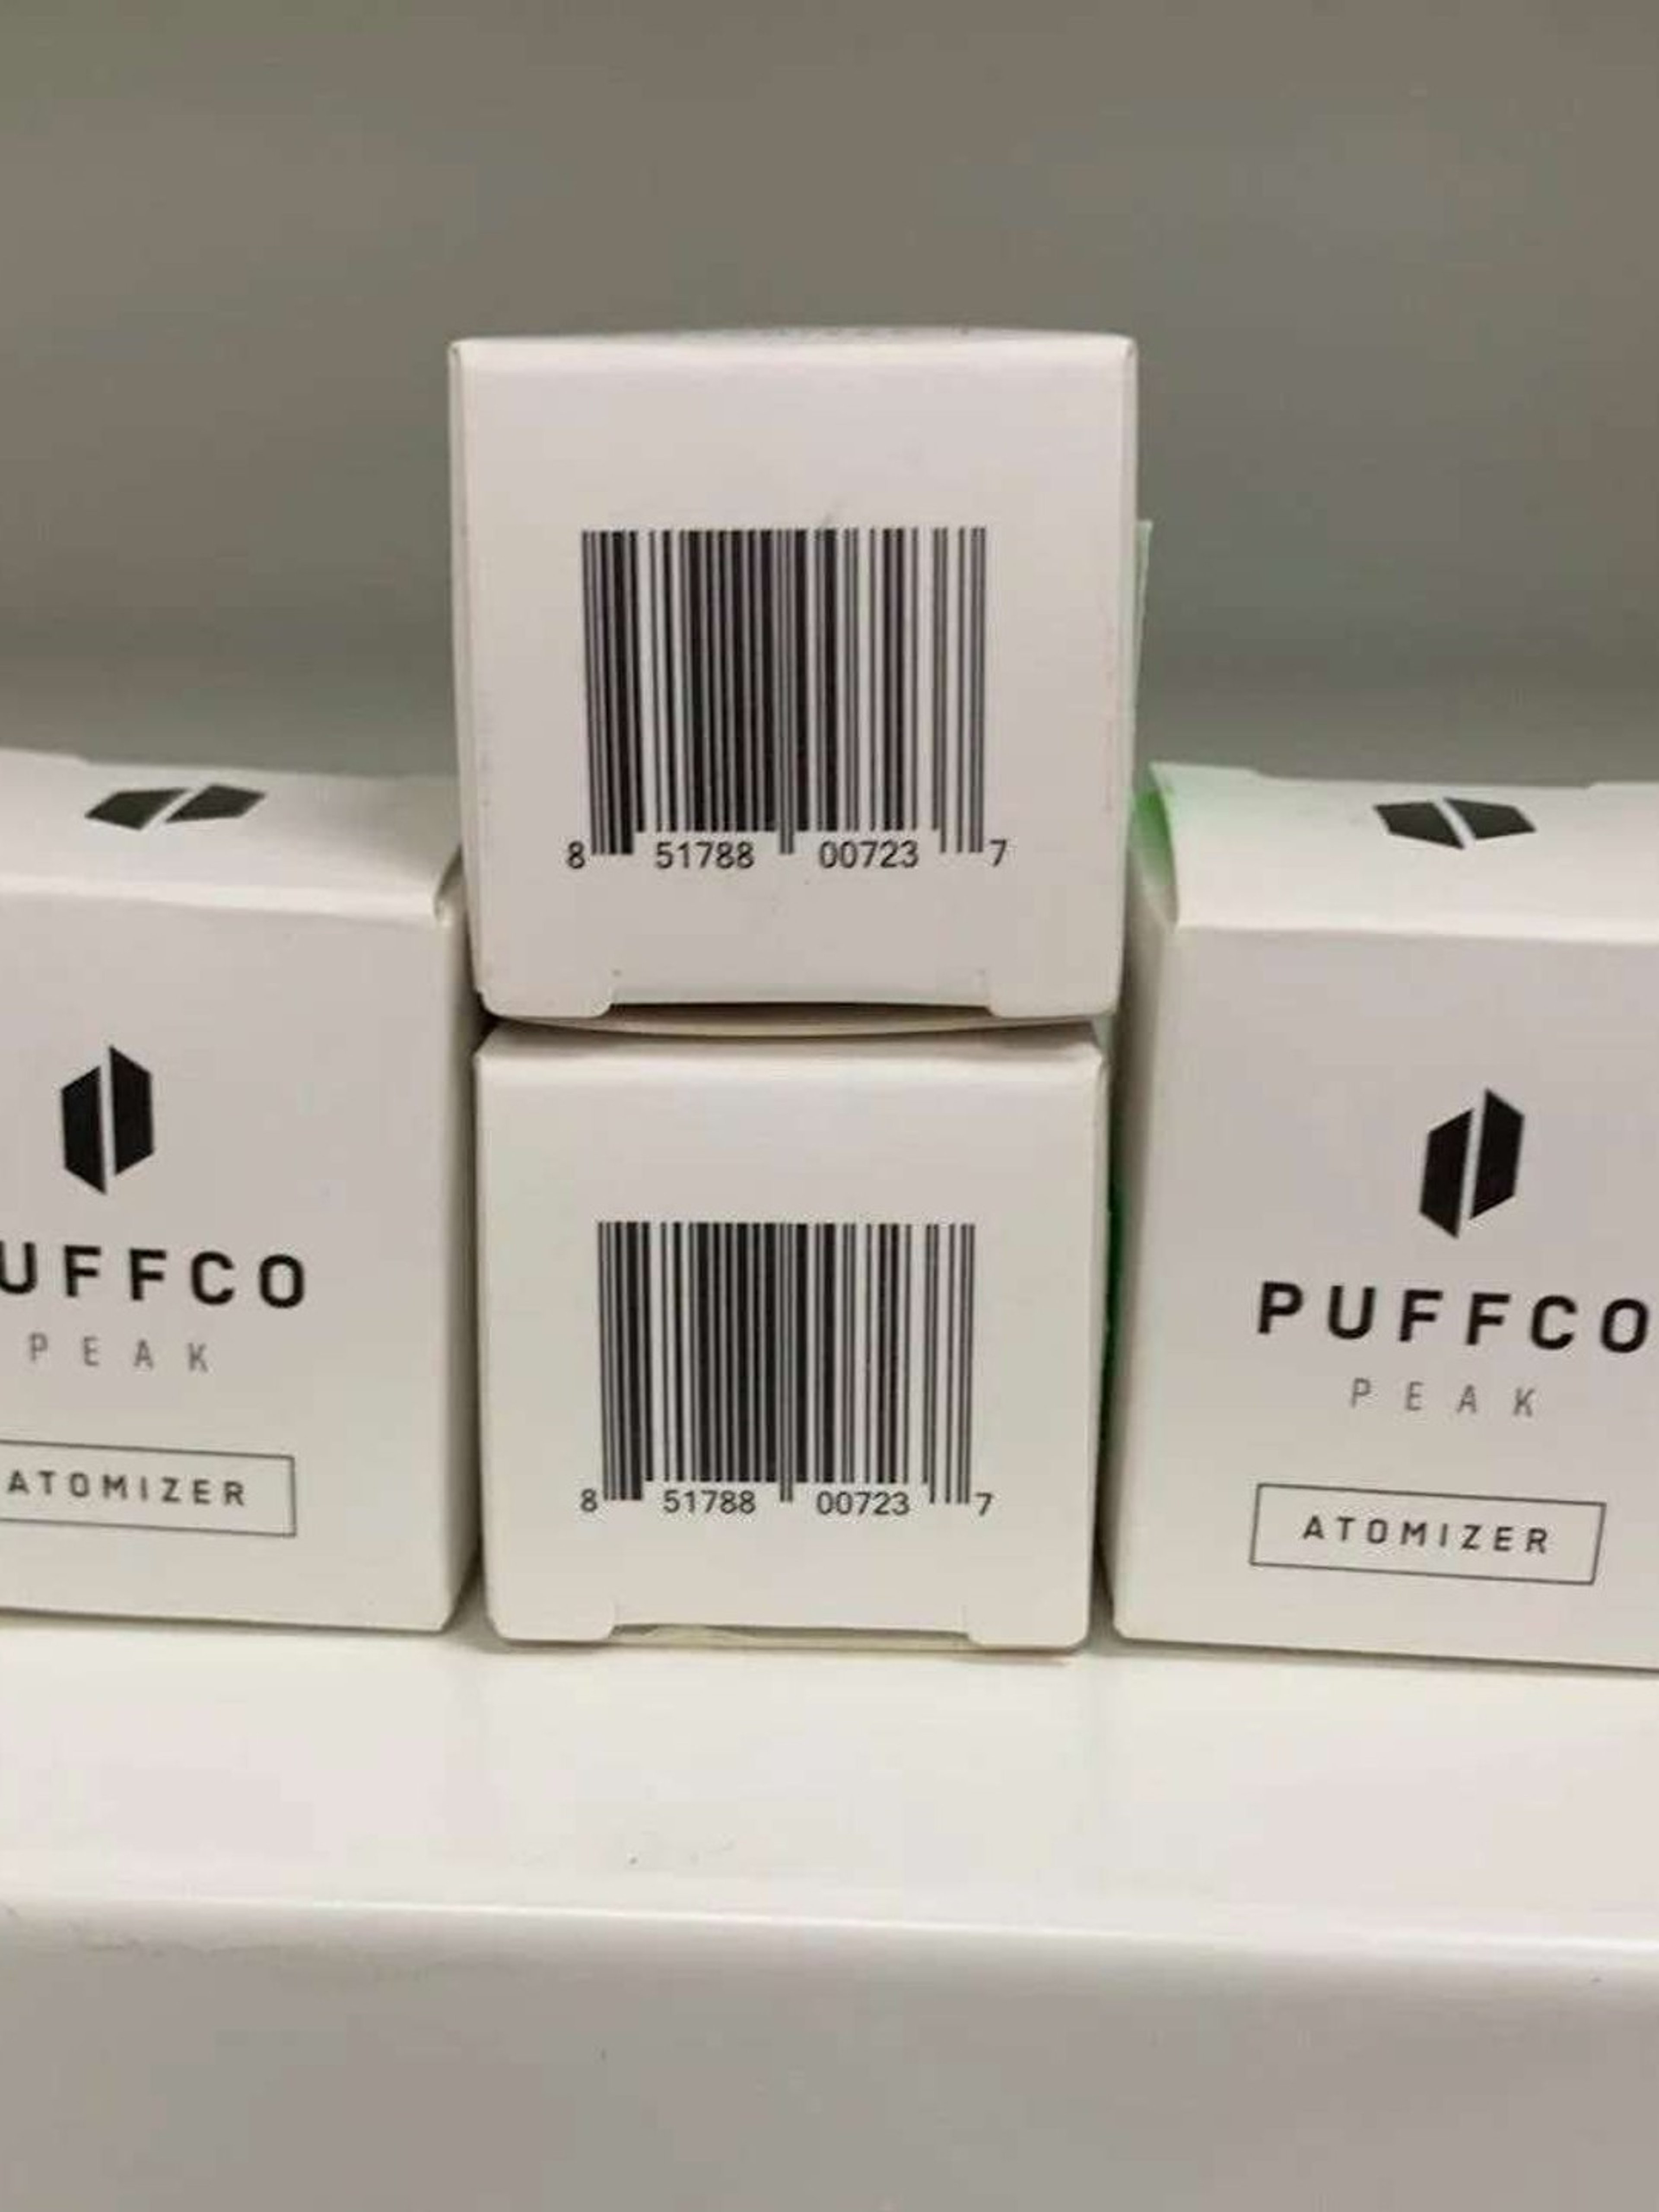 8 51788 00723 7
UFFCO
PEAK
ATOMIZER
8 51788 00723 7
PUFFCO
PEAK
ATOMIZER